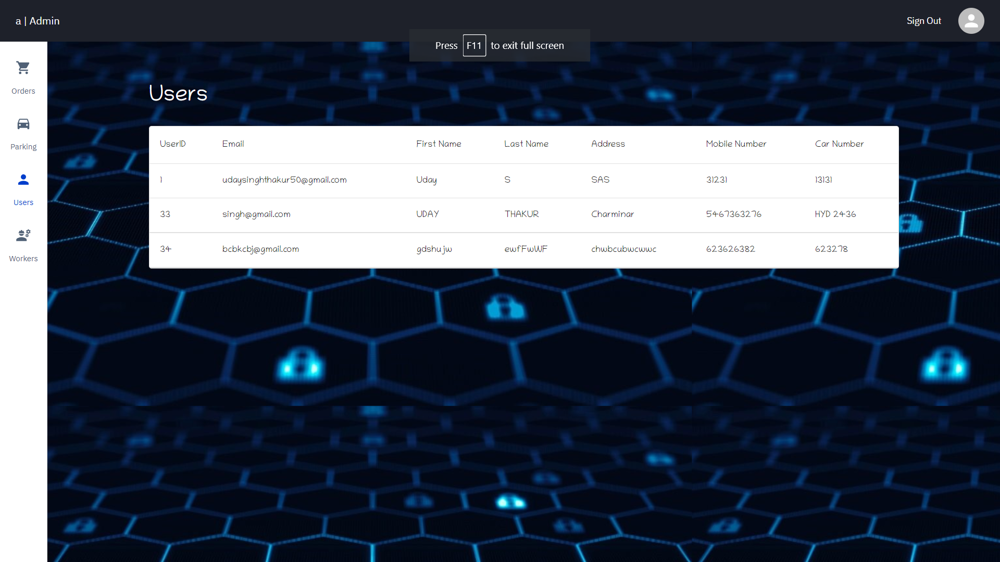 a | Admin
Sign Out
Press F11 to exit full screen
Orders
Parking
Users
Workers
Users
UserID Email First Name Last Name Address Mobile Number Car Number
1 udaysinghthakur50@gmail.com Uday S SAS 31231 13131
33 singh@gmail.com UDAY THAKUR Charminar 5467363276 HYD 2436
34 bcbkcbj@gmail.com gdshujw ewfFwWF chwbcubwcwwc 623626382 623278